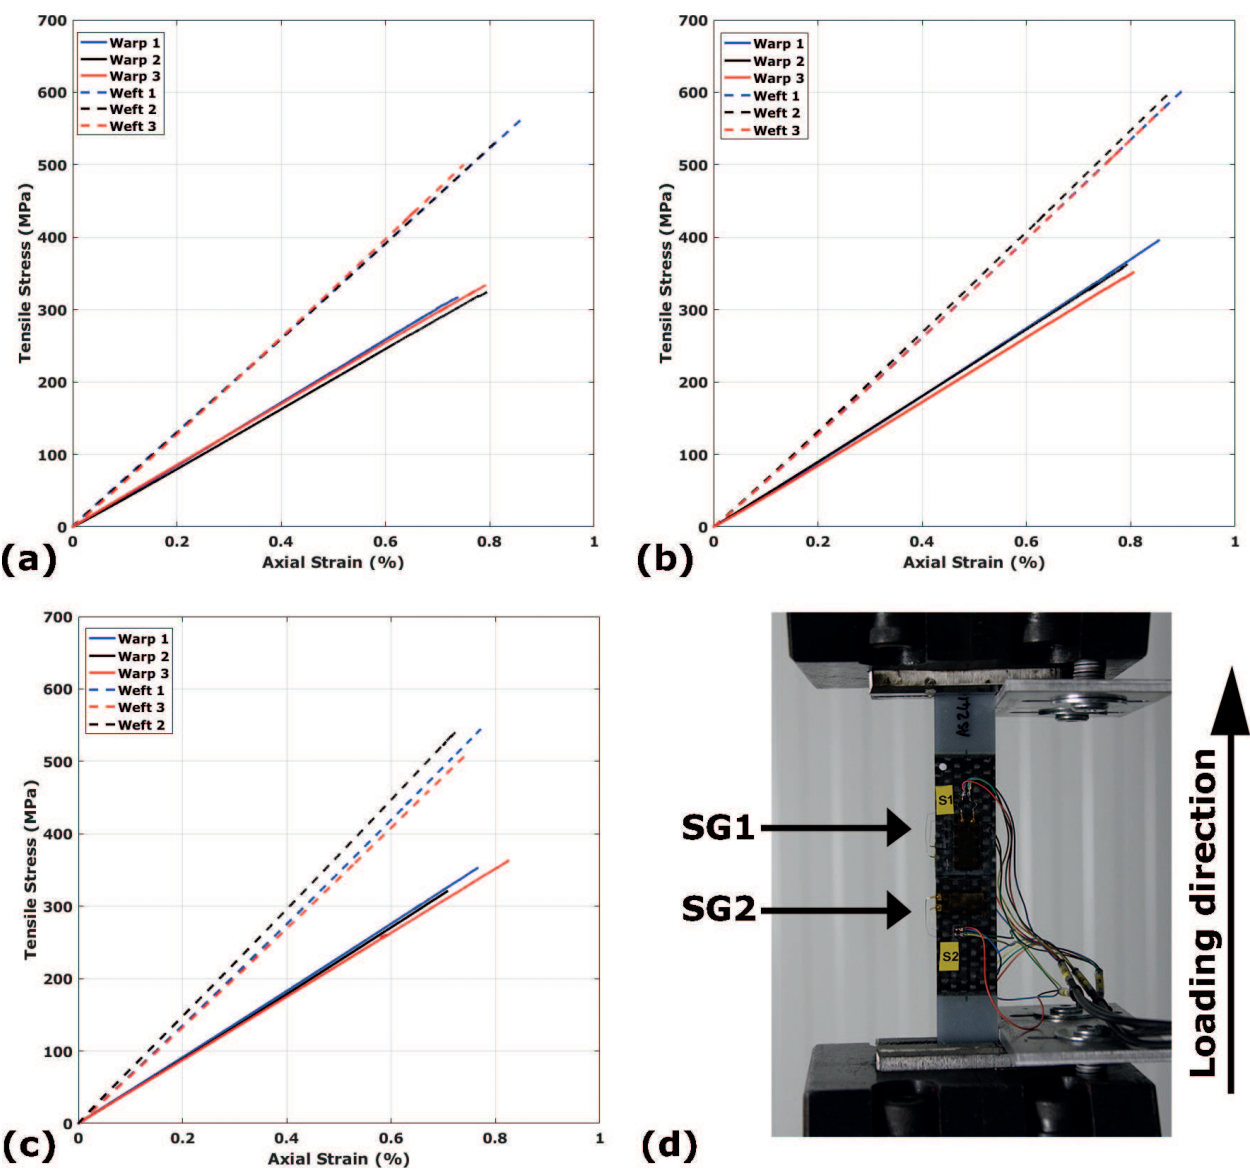 700
600
500
400
300
200
100
0
Tensile Stress (MPa)
Warp 1
Warp 2
Warp 3
Weft 1
Weft 2
Weft 3
0 0.2 0.4 0.6 0.8 1
Axial Strain (%)
(a)
700
600
500
400
300
200
100
0
Tensile Stress (MPa)
Warp 1
Warp 2
Warp 3
Weft 1
Weft 2
Weft 3
0 0.2 0.4 0.6 0.8 1
Axial Strain (%)
(b)
700
600
500
400
300
200
100
0
Tensile Stress (MPa)
Warp 1
Warp 2
Warp 3
Weft 1
Weft 3
Weft 2
0 0.2 0.4 0.6 0.8 1
Axial Strain (%)
(c)
S1
SG1
SG2
S2
Loading direction
(d)